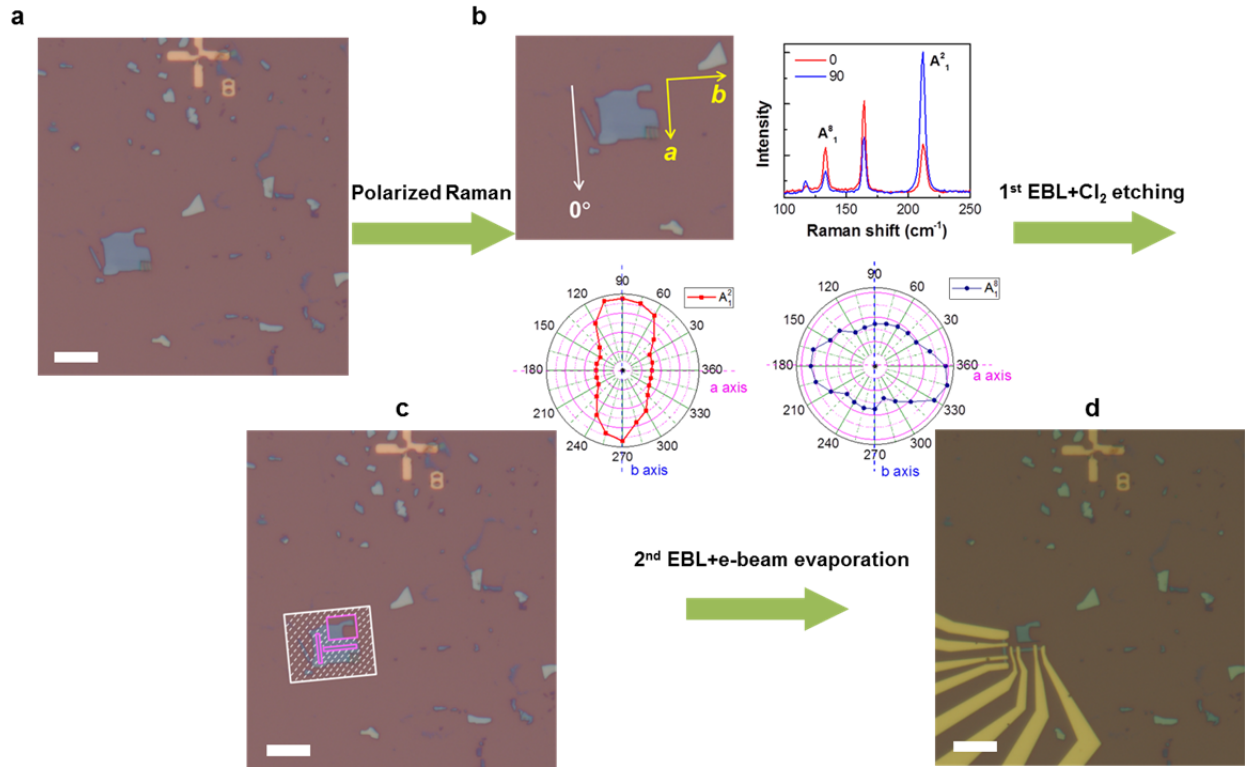 a
b
8
b
a
0°
Polarized Raman
0
90
A²₁
A⁸₁
Intensity
100 150 200 250
Raman shift (cm⁻¹)
1ˢᵗ EBL+Cl₂ etching
90
120 60
150 30
180 360
a axis
210 330
240 300
270
b axis
A²₁
90
120 60
150 30
180 360
a axis
210 330
240 300
270
b axis
A⁸₁
c
8
2ⁿᵈ EBL+e-beam evaporation
d
8